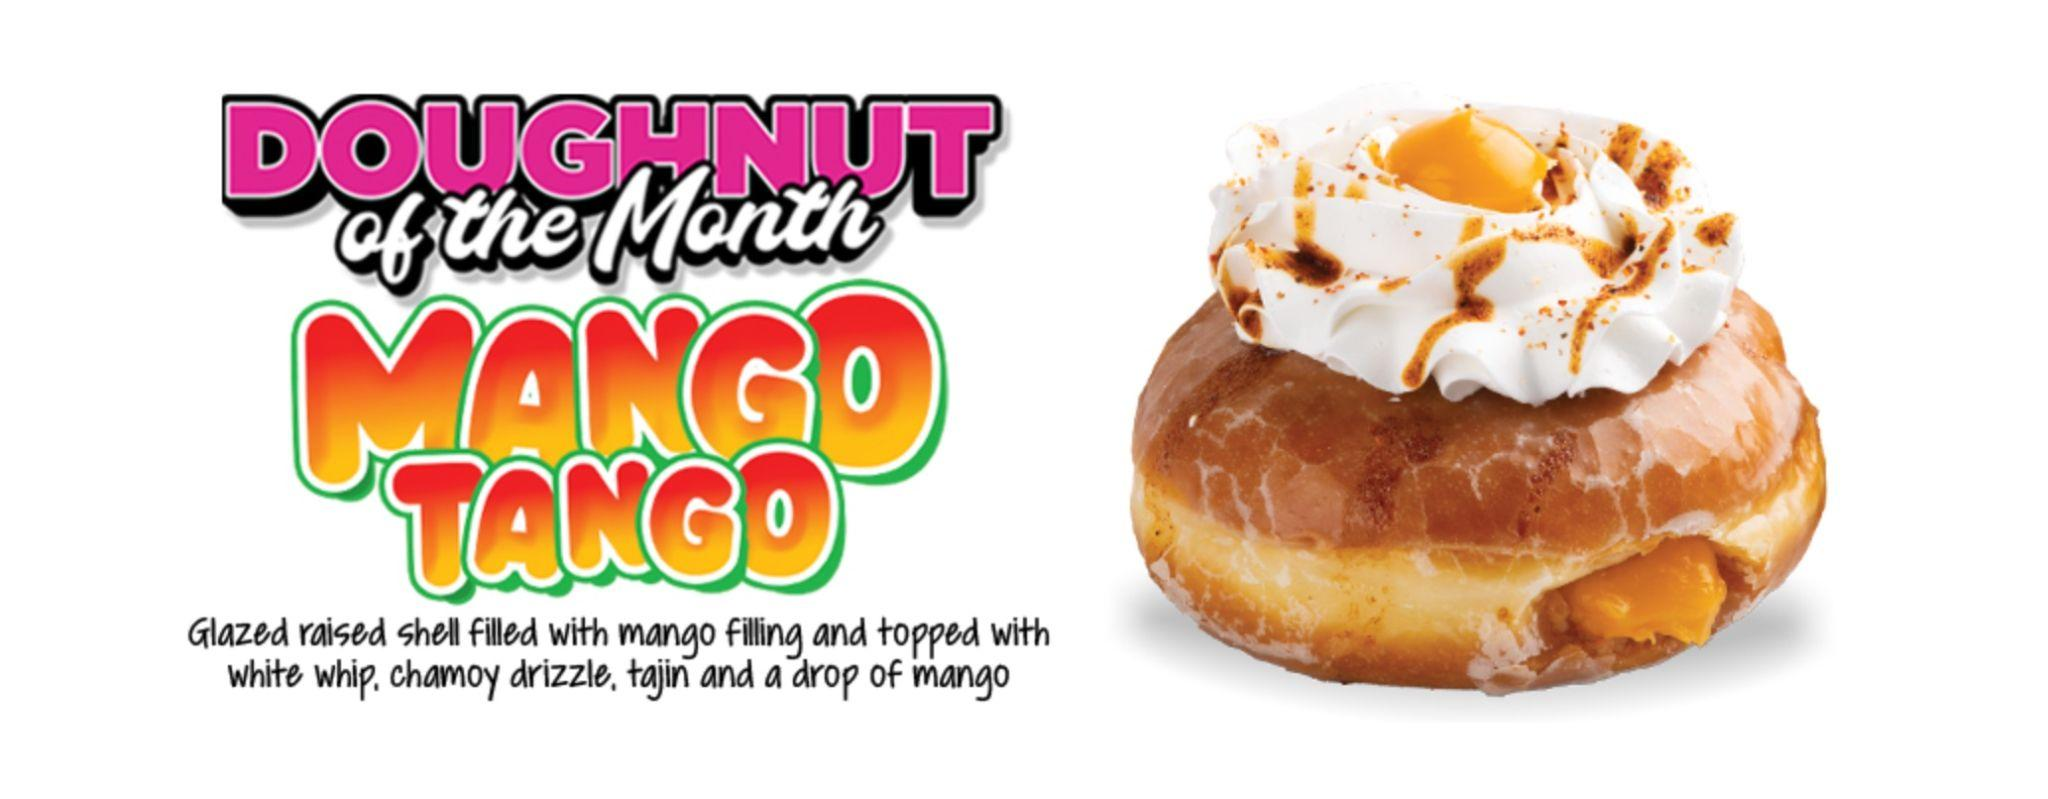 DOUGHNUT
of the Month
MANGO
TANGO
Glazed raised shell filled with mango filling and topped with
white whip, chamoy drizzle, tajin and a drop of mango